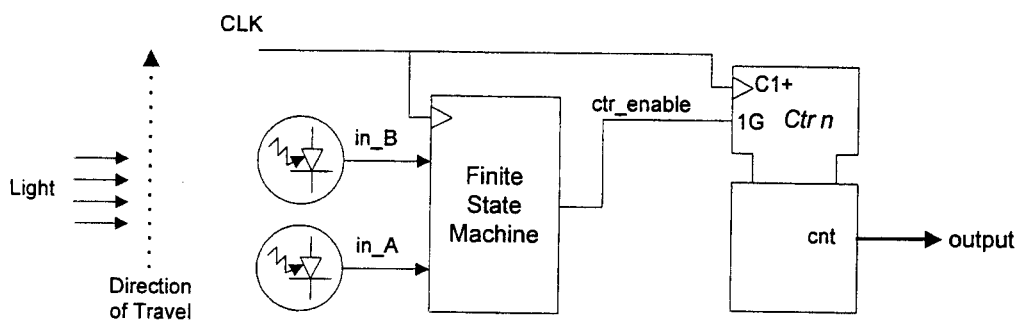 CLK
C1+
1G
Ctr n
ctr_enable
in_B
Light
Finite
State
Machine
in_A
cnt
output
Direction
of Travel